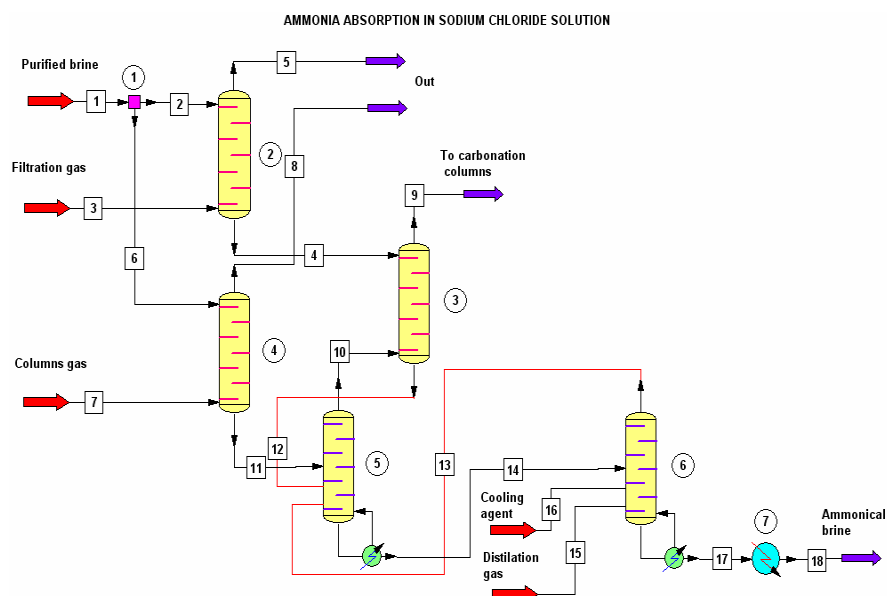 AMMONIA ABSORPTION IN SODIUM CHLORIDE SOLUTION
Purified brine
1
1
2
5
Out
Filtration gas
3
2
8
To carbonation
columns
9
6
4
3
4
10
Columns gas
7
11
12
5
13
14
6
Cooling
agent
16
Distilation
gas
15
7
17
18
Ammonical
brine